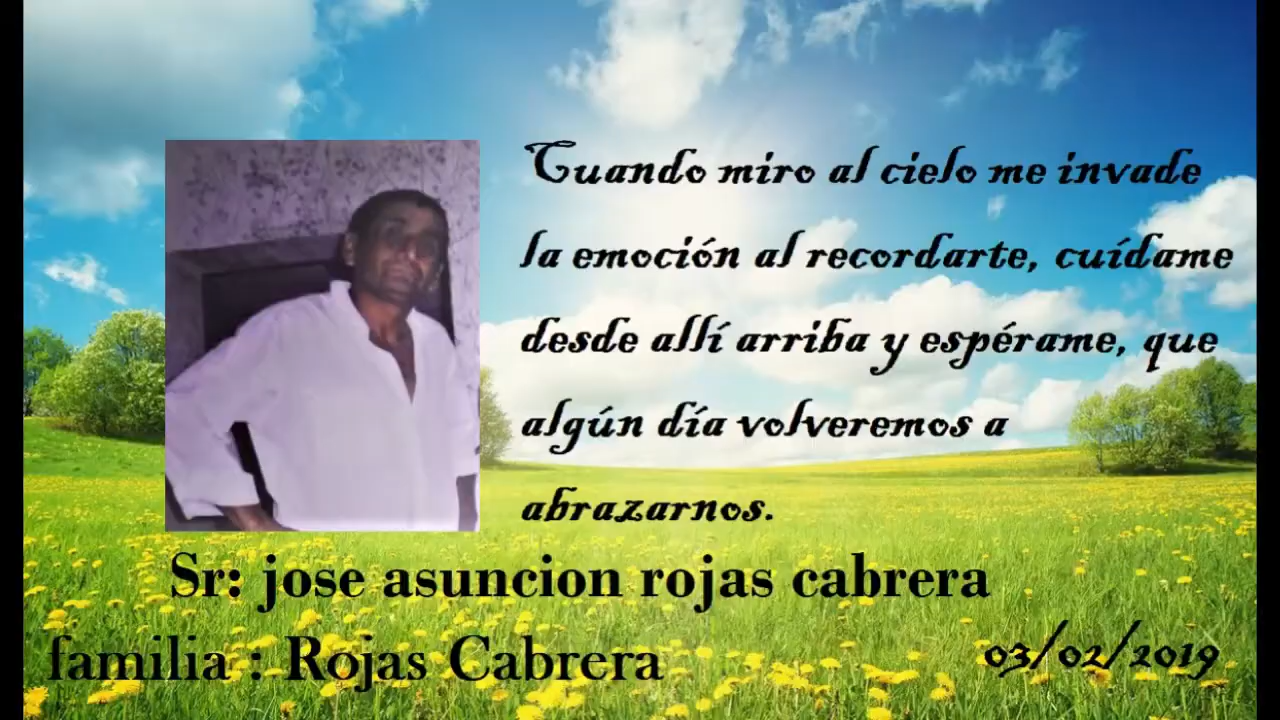 Cuando miro al cielo me invade
la emoción al recordarte, cuídame
desde allí arriba y espérame, que
algún día volveremos a
abrazarnos.
Sr: jose asuncion rojas cabrera
familia : Rojas Cabrera
03/02/2019